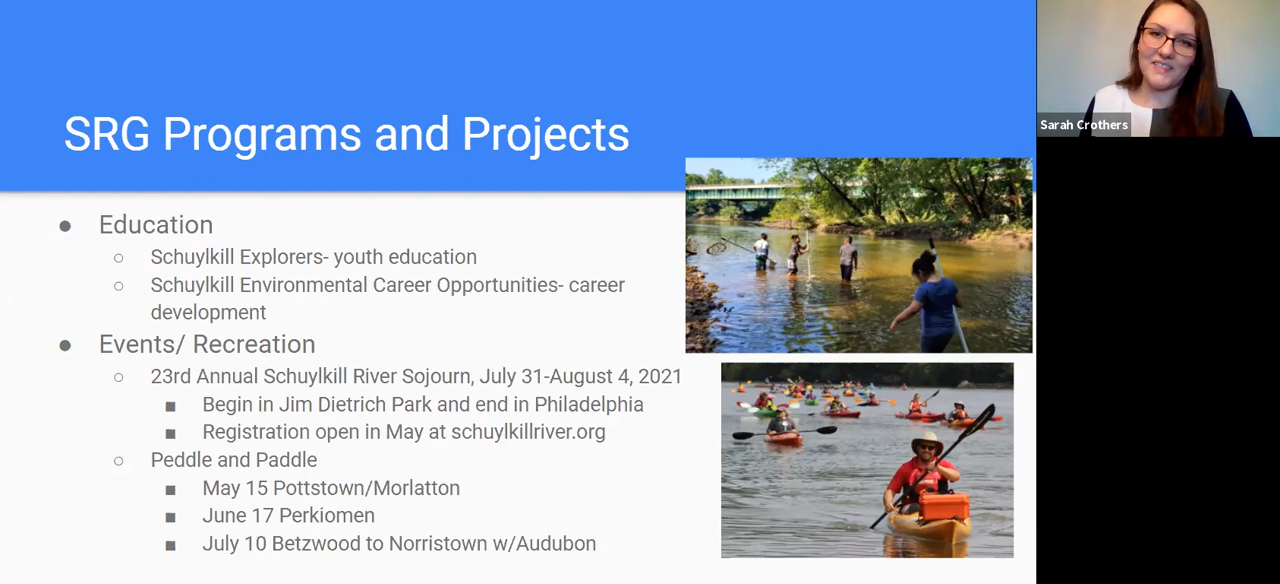 SRG Programs and Projects
Sarah Crothers
● Education
○ Schuylkill Explorers- youth education
○ Schuylkill Environmental Career Opportunities- career
development
● Events/ Recreation
○ 23rd Annual Schuylkill River Sojourn, July 31-August 4, 2021
■ Begin in Jim Dietrich Park and end in Philadelphia
■ Registration open in May at schuylkillriver.org
○ Peddle and Paddle
■ May 15 Pottstown/Morlatton
■ June 17 Perkiomen
■ July 10 Betzwood to Norristown w/Audubon